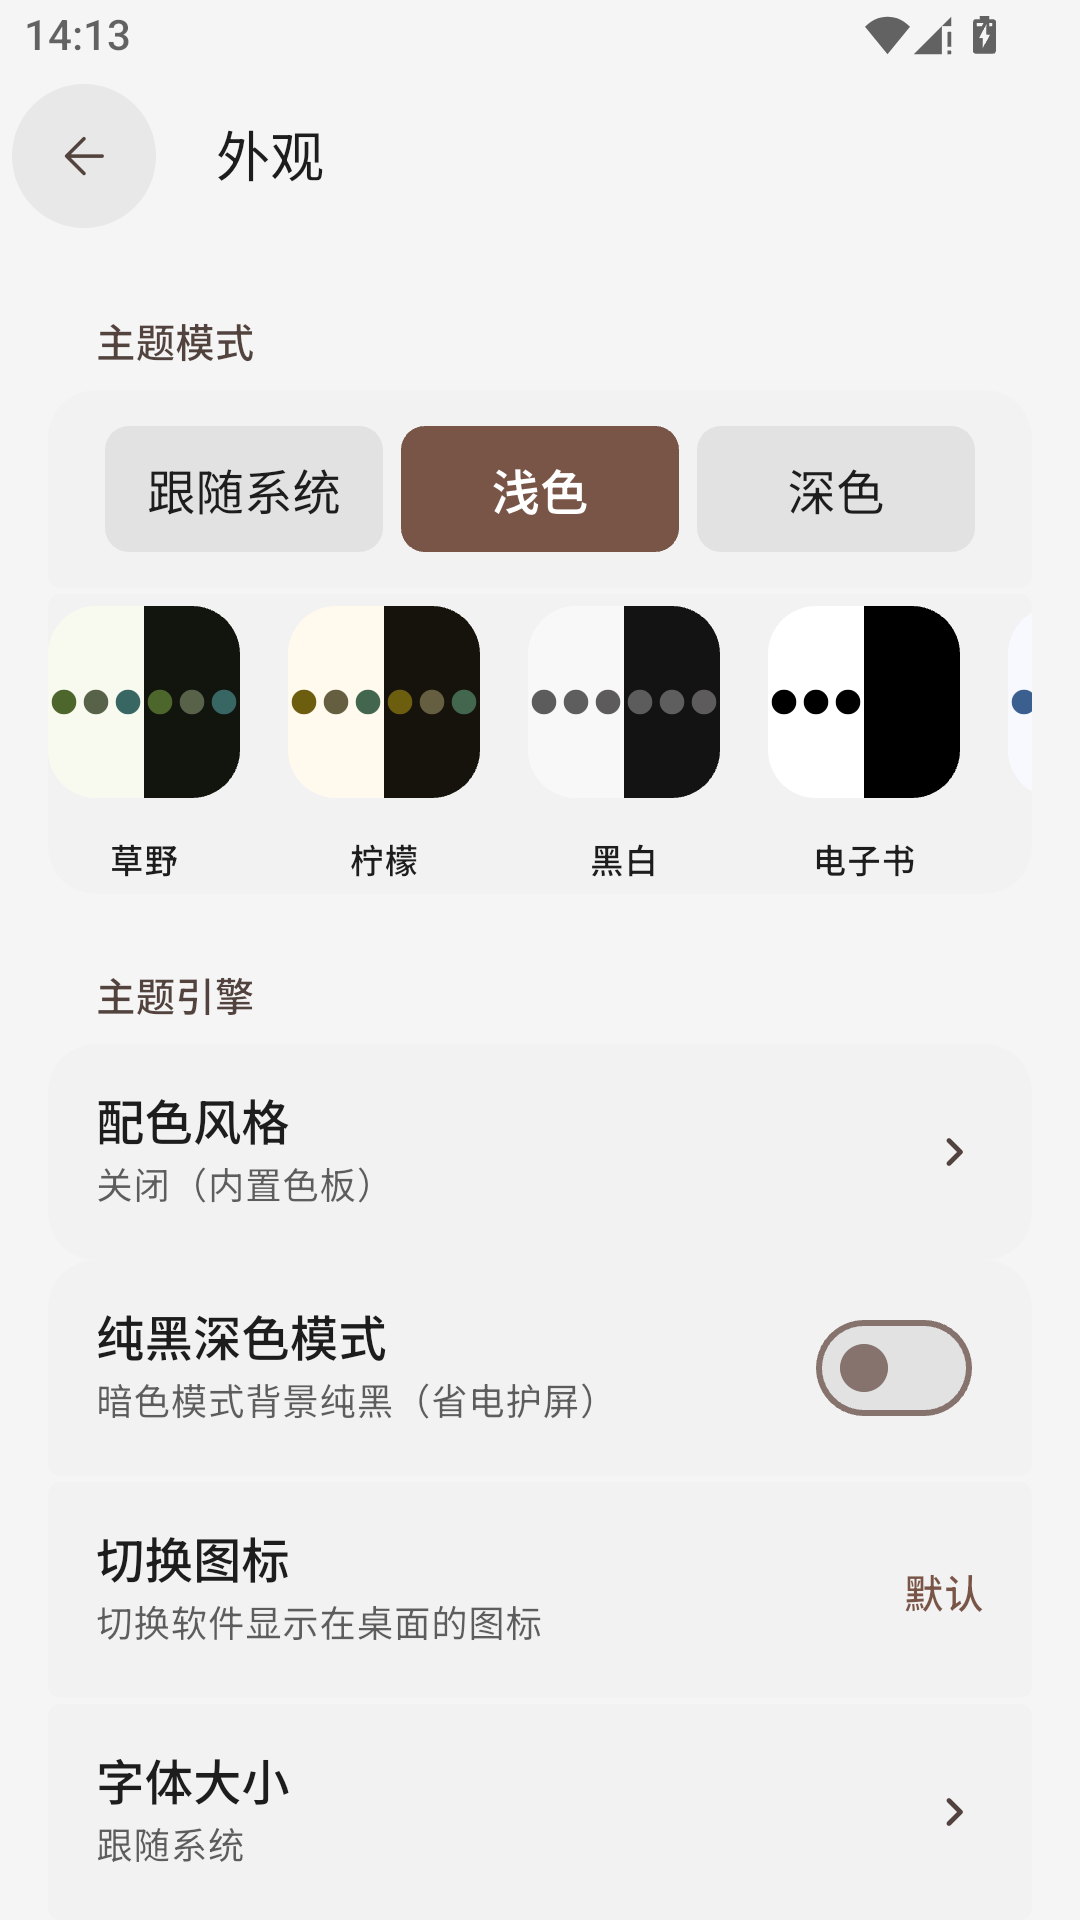 14:13
外观
主题模式
跟随系统
浅色
深色
草野
柠檬
黑白
电子书
主题引擎
配色风格
关闭（内置色板）
纯黑深色模式
暗色模式背景纯黑（省电护屏）
切换图标
切换软件显示在桌面的图标
默认
字体大小
跟随系统